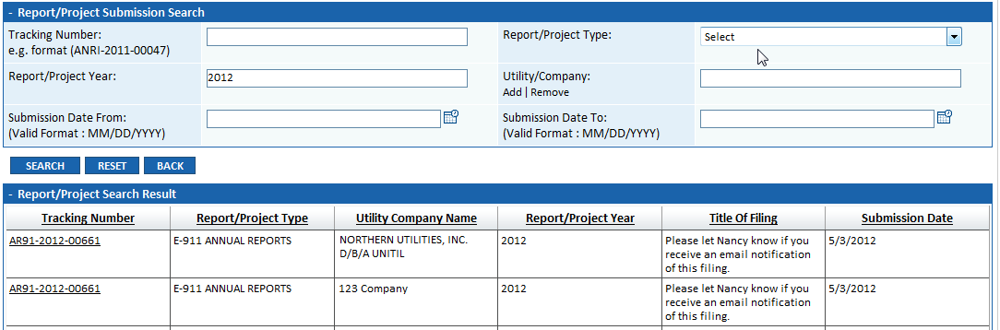 - Report/Project Submission Search
Tracking Number:
e.g. format (ANRI-2011-00047)
Report/Project Type:
Select
Report/Project Year:
2012
Utility/Company:
Add | Remove
Submission Date From:
(Valid Format : MM/DD/YYYY)
Submission Date To:
(Valid Format : MM/DD/YYYY)
SEARCH RESET BACK
- Report/Project Search Result
Tracking Number Report/Project Type Utility Company Name Report/Project Year Title Of Filing Submission Date
AR91-2012-00661 E-911 ANNUAL REPORTS NORTHERN UTILITIES, INC. 2012 Please let Nancy know if you 5/3/2012
D/B/A UNITIL receive an email notification
of this filing.
AR91-2012-00661 E-911 ANNUAL REPORTS 123 Company 2012 Please let Nancy know if you 5/3/2012
receive an email notification
of this filing.